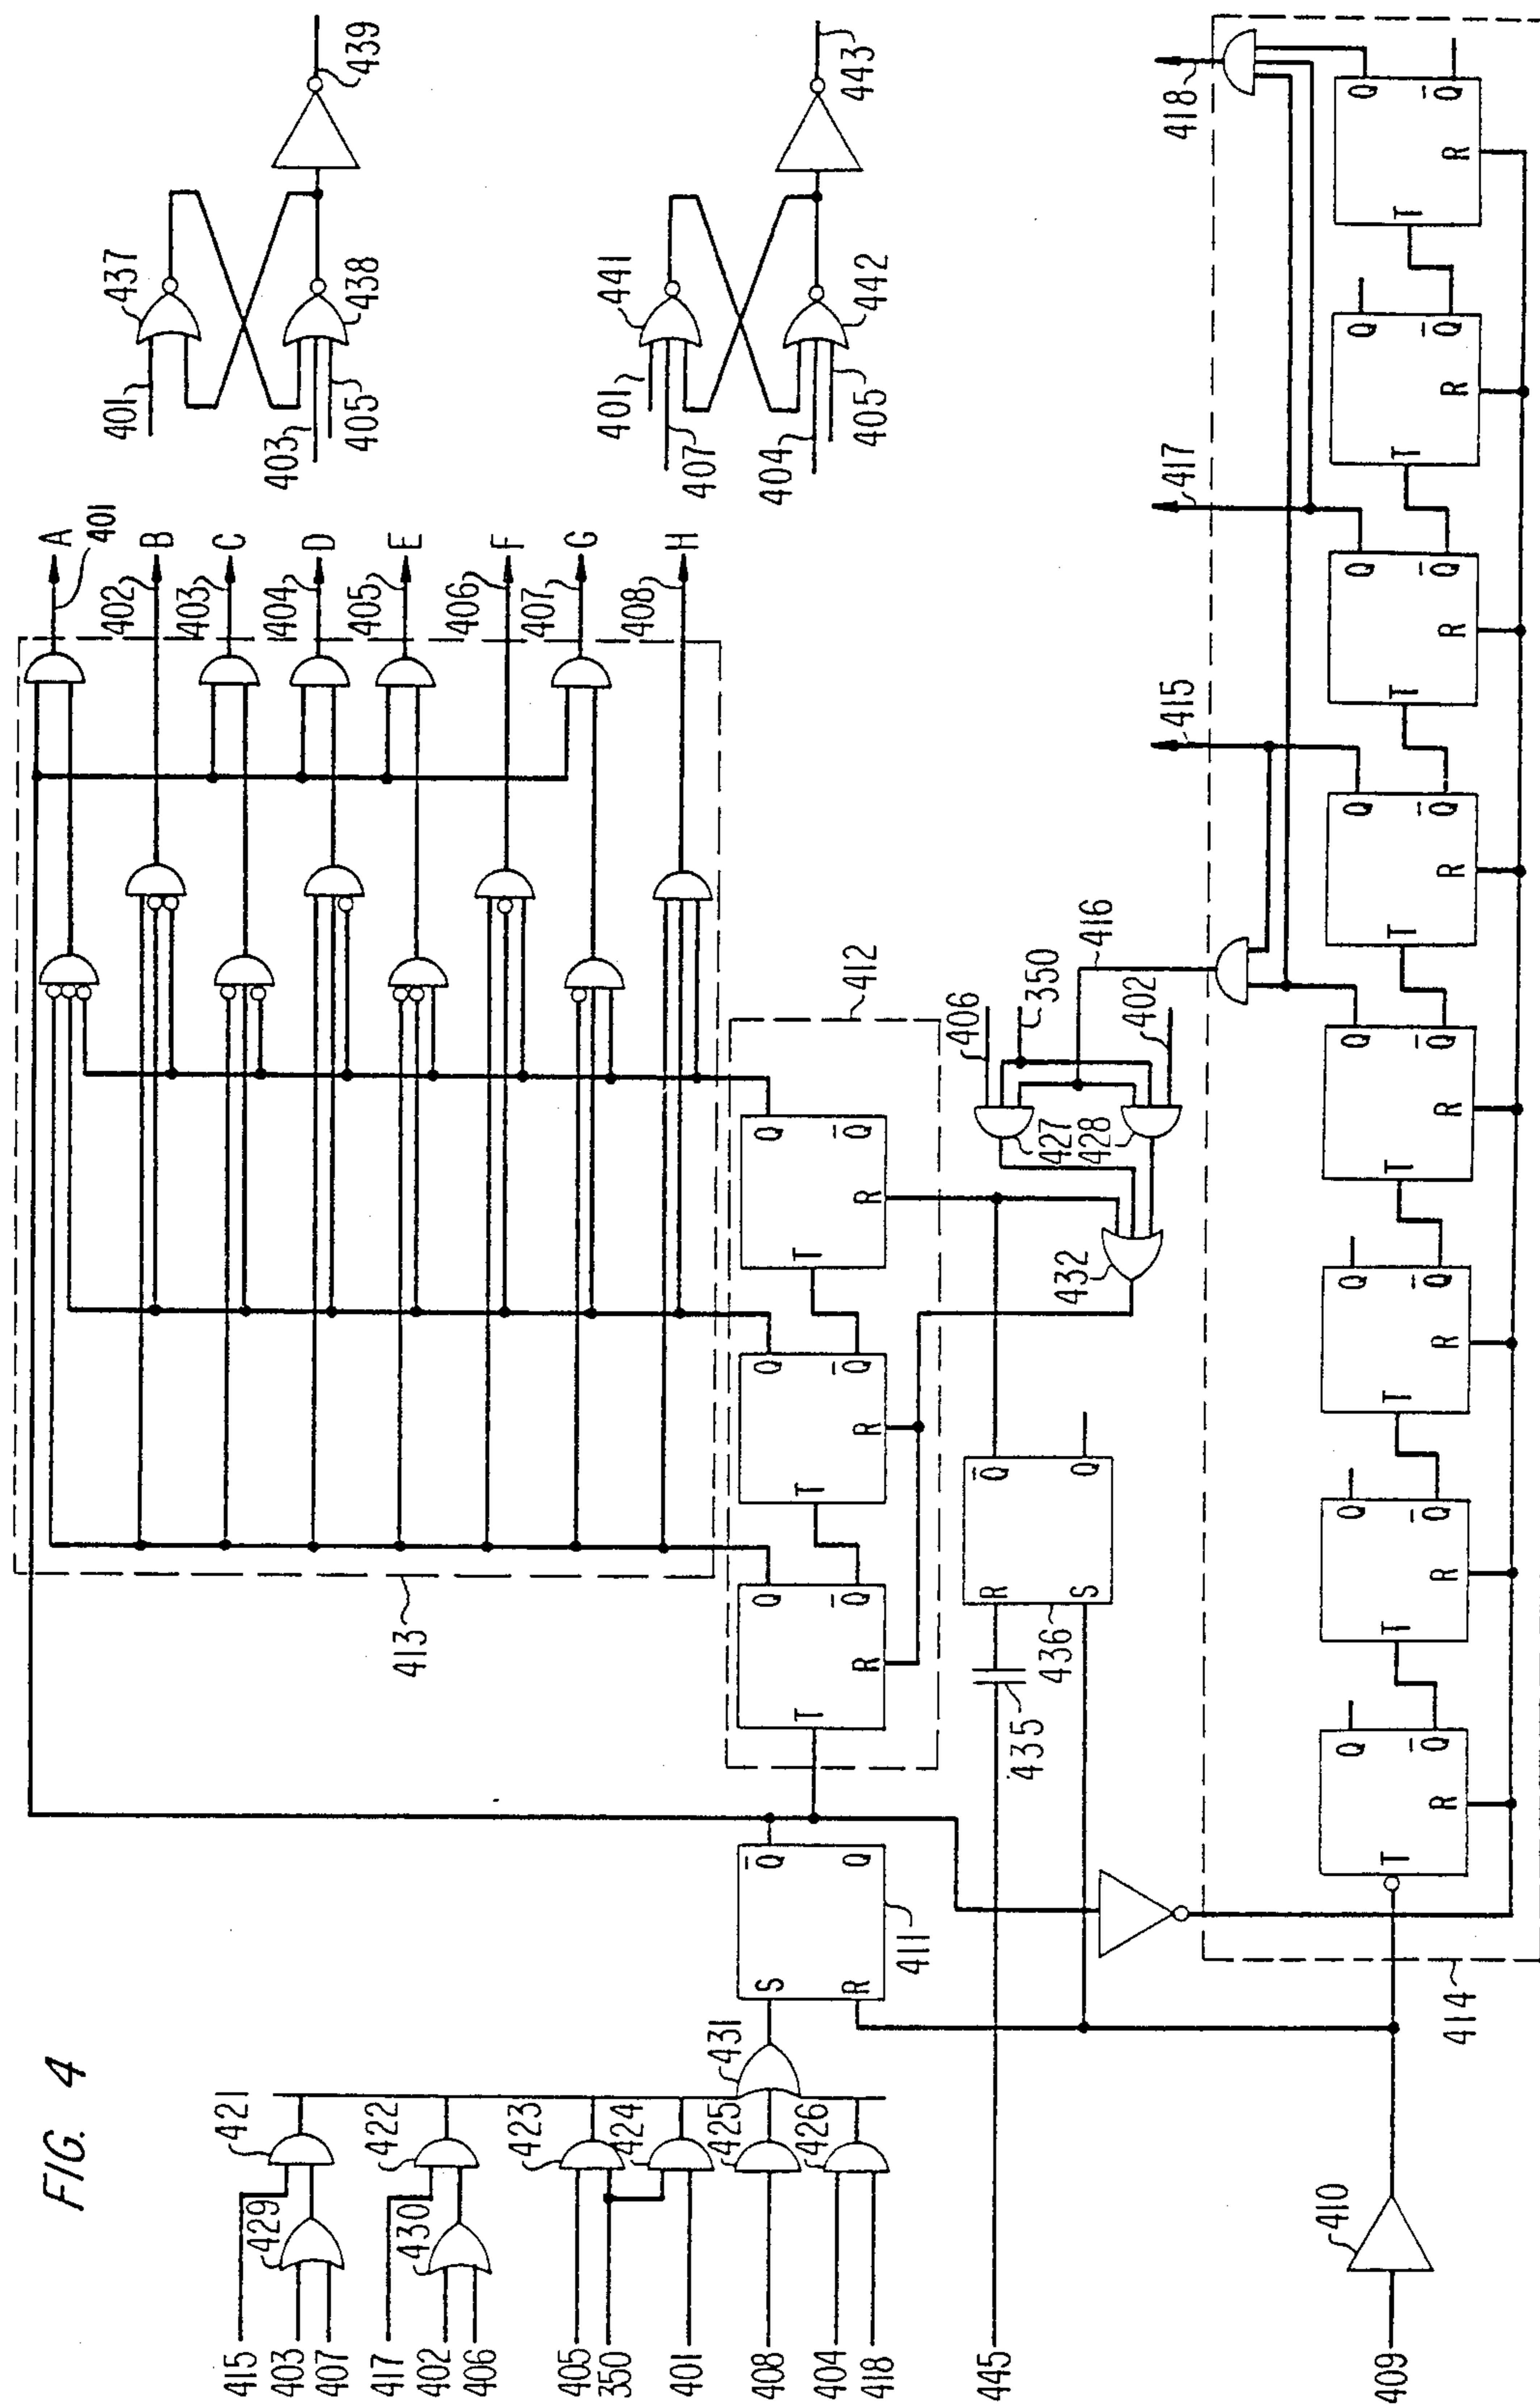 FIG. 4
415
403
407
417
402
406
405
350
401
408
404
418
445
409
421
429
422
430
423
424
425
426
431
410
S
R
Q̅
Q
411
413
A
401
402
B
403
C
404
D
405
E
406
F
407
G
408
H
412
T
R
Q
Q̅
T
R
Q
Q̅
T
R
Q
Q̅
435
R
S
Q̅
Q
436
432
427
428
406
350
402
416
401
437
403
405
438
439
401
407
441
404
405
442
443
414
415
417
418
T
R
Q
Q̅
T
R
Q
Q̅
T
R
Q
Q̅
T
R
Q
Q̅
T
R
Q
Q̅
T
R
Q
Q̅
T
R
Q
Q̅
T
R
Q
Q̅